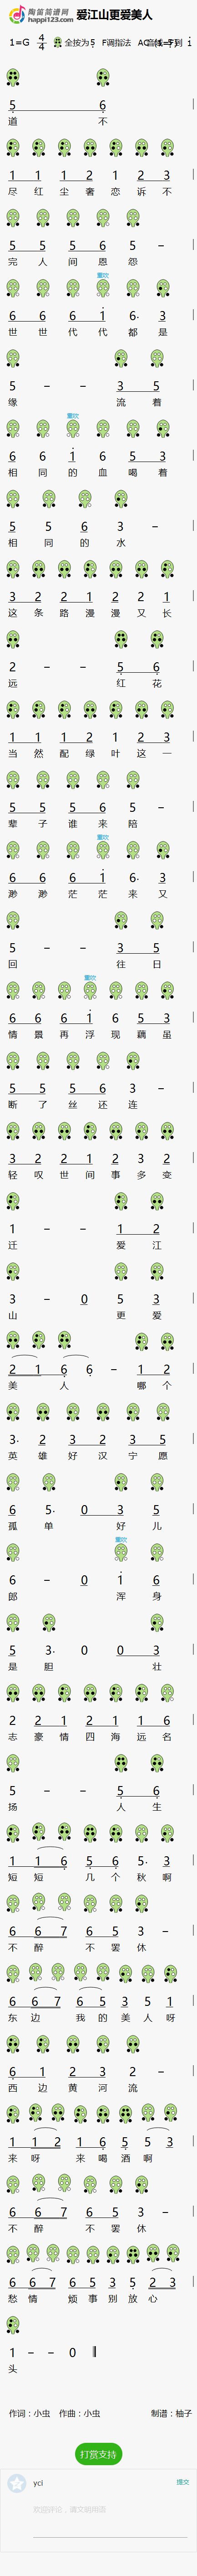 陶笛简谱网
happi123.com
爱江山更爱美人
1=G 4/4 全按为5 F调指法 AC
5 6
道 不
1 1 1 2 1 2 3
尽 红 尘 奢 恋 诉 不
5 5 5 6 5 -
完 人 间 恩 怨
重吹
6 6 6 1 6· 3
世 世 代 代 都 是
5 - - 3 5
缘 流 着
重吹
6 6 1 6 5 3
相 同 的 血 喝 着
5 5 6 3 -
相 同 的 水
3 2 2 1 2 2 1
这 条 路 漫 漫 又 长
2 - - 5 6
远 红 花
1 1 1 2 1 2 3
当 然 配 绿 叶 这 一
5 5 5 6 5 -
辈 子 谁 来 陪
重吹
6 6 6 1 6· 3
渺 渺 茫 茫 来 又
5 - - 3 5
回 往 日
重吹
6 6 6 1 6 5 3
情 景 再 浮 现 藕 虽
5 5 5 6 3 -
断 了 丝 还 连
3 2 2 1 2 3 2
轻 叹 世 间 事 多 变
1 - - 1 2
迁 爱 江
3 - 0 5 3
山 更 爱
2 1 6 6· - 1 2
美 人 哪 个
3· 2 3 2 3 5
英 雄 好 汉 宁 愿
6 5· 0 3 5
孤 单 好 儿
重吹
6 - 0 1 6
郎 浑 身
5 3· 0 0 3
是 胆 壮
2 2 1 2 1 1 6
志 豪 情 四 海 远 名
5 - - 5 6
扬 人 生
1 1 6 5 6 5· 3
短 短 几 个 秋 啊
6 6 7 6 5 3 -
不 醉 不 罢 休
6 6 7 6 5 3 5 1
东 边 我 的 美 人 呀
6 1 2 3 2 -
西 边 黄 河 流
1 1 2 1 6 5 5 3
来 呀 来 喝 酒 啊
6 6 7 6 5 3 -
不 醉 不 罢 休
6 6 7 6 5 3 5 2 3
愁 情 烦 事 别 放 心
1 - - 0
头
作词：小虫 作曲：小虫 制谱：柚子
打赏支持
yci 提交